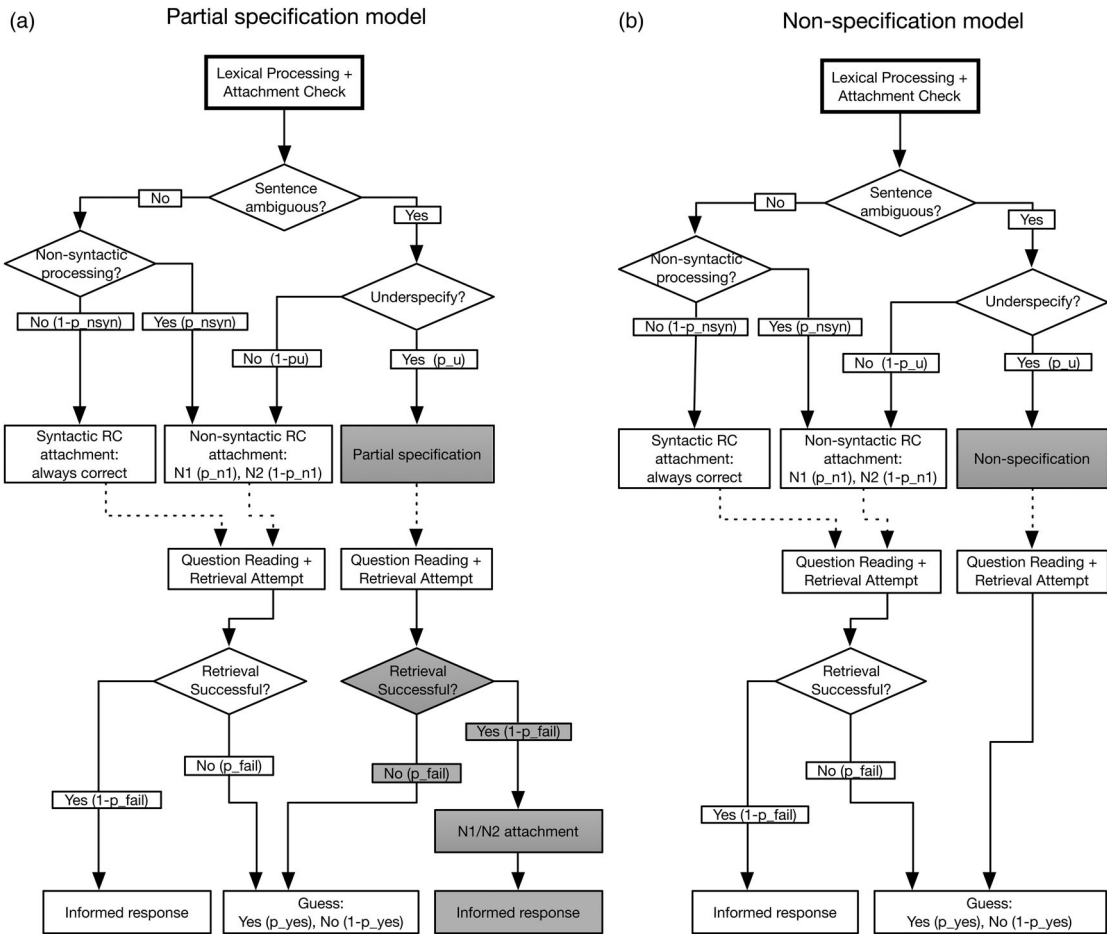 (a)
Partial specification model
Lexical Processing +
Attachment Check
Sentence
ambiguous?
No
Yes
Non-syntactic
processing?
Underspecify?
No (1-p_nsyn)
Yes (p_nsyn)
No (1-pu)
Yes (p_u)
Syntactic RC
attachment:
always correct
Non-syntactic RC
attachment:
N1 (p_n1), N2 (1-p_n1)
Partial specification
Question Reading +
Retrieval Attempt
Question Reading +
Retrieval Attempt
Retrieval
Successful?
Retrieval
Successful?
Yes (1-p_fail)
No (p_fail)
No (p_fail)
Yes (1-p_fail)
N1/N2 attachment
Informed response
Guess:
Yes (p_yes), No (1-p_yes)
Informed response
(b)
Non-specification model
Lexical Processing +
Attachment Check
Sentence
ambiguous?
No
Yes
Non-syntactic
processing?
Underspecify?
No (1-p_nsyn)
Yes (p_nsyn)
No (1-p_u)
Yes (p_u)
Syntactic RC
attachment:
always correct
Non-syntactic RC
attachment:
N1 (p_n1), N2 (1-p_n1)
Non-specification
Question Reading +
Retrieval Attempt
Question Reading +
Retrieval Attempt
Retrieval
Successful?
No (p_fail)
Yes (1-p_fail)
Informed response
Guess:
Yes (p_yes), No (1-p_yes)